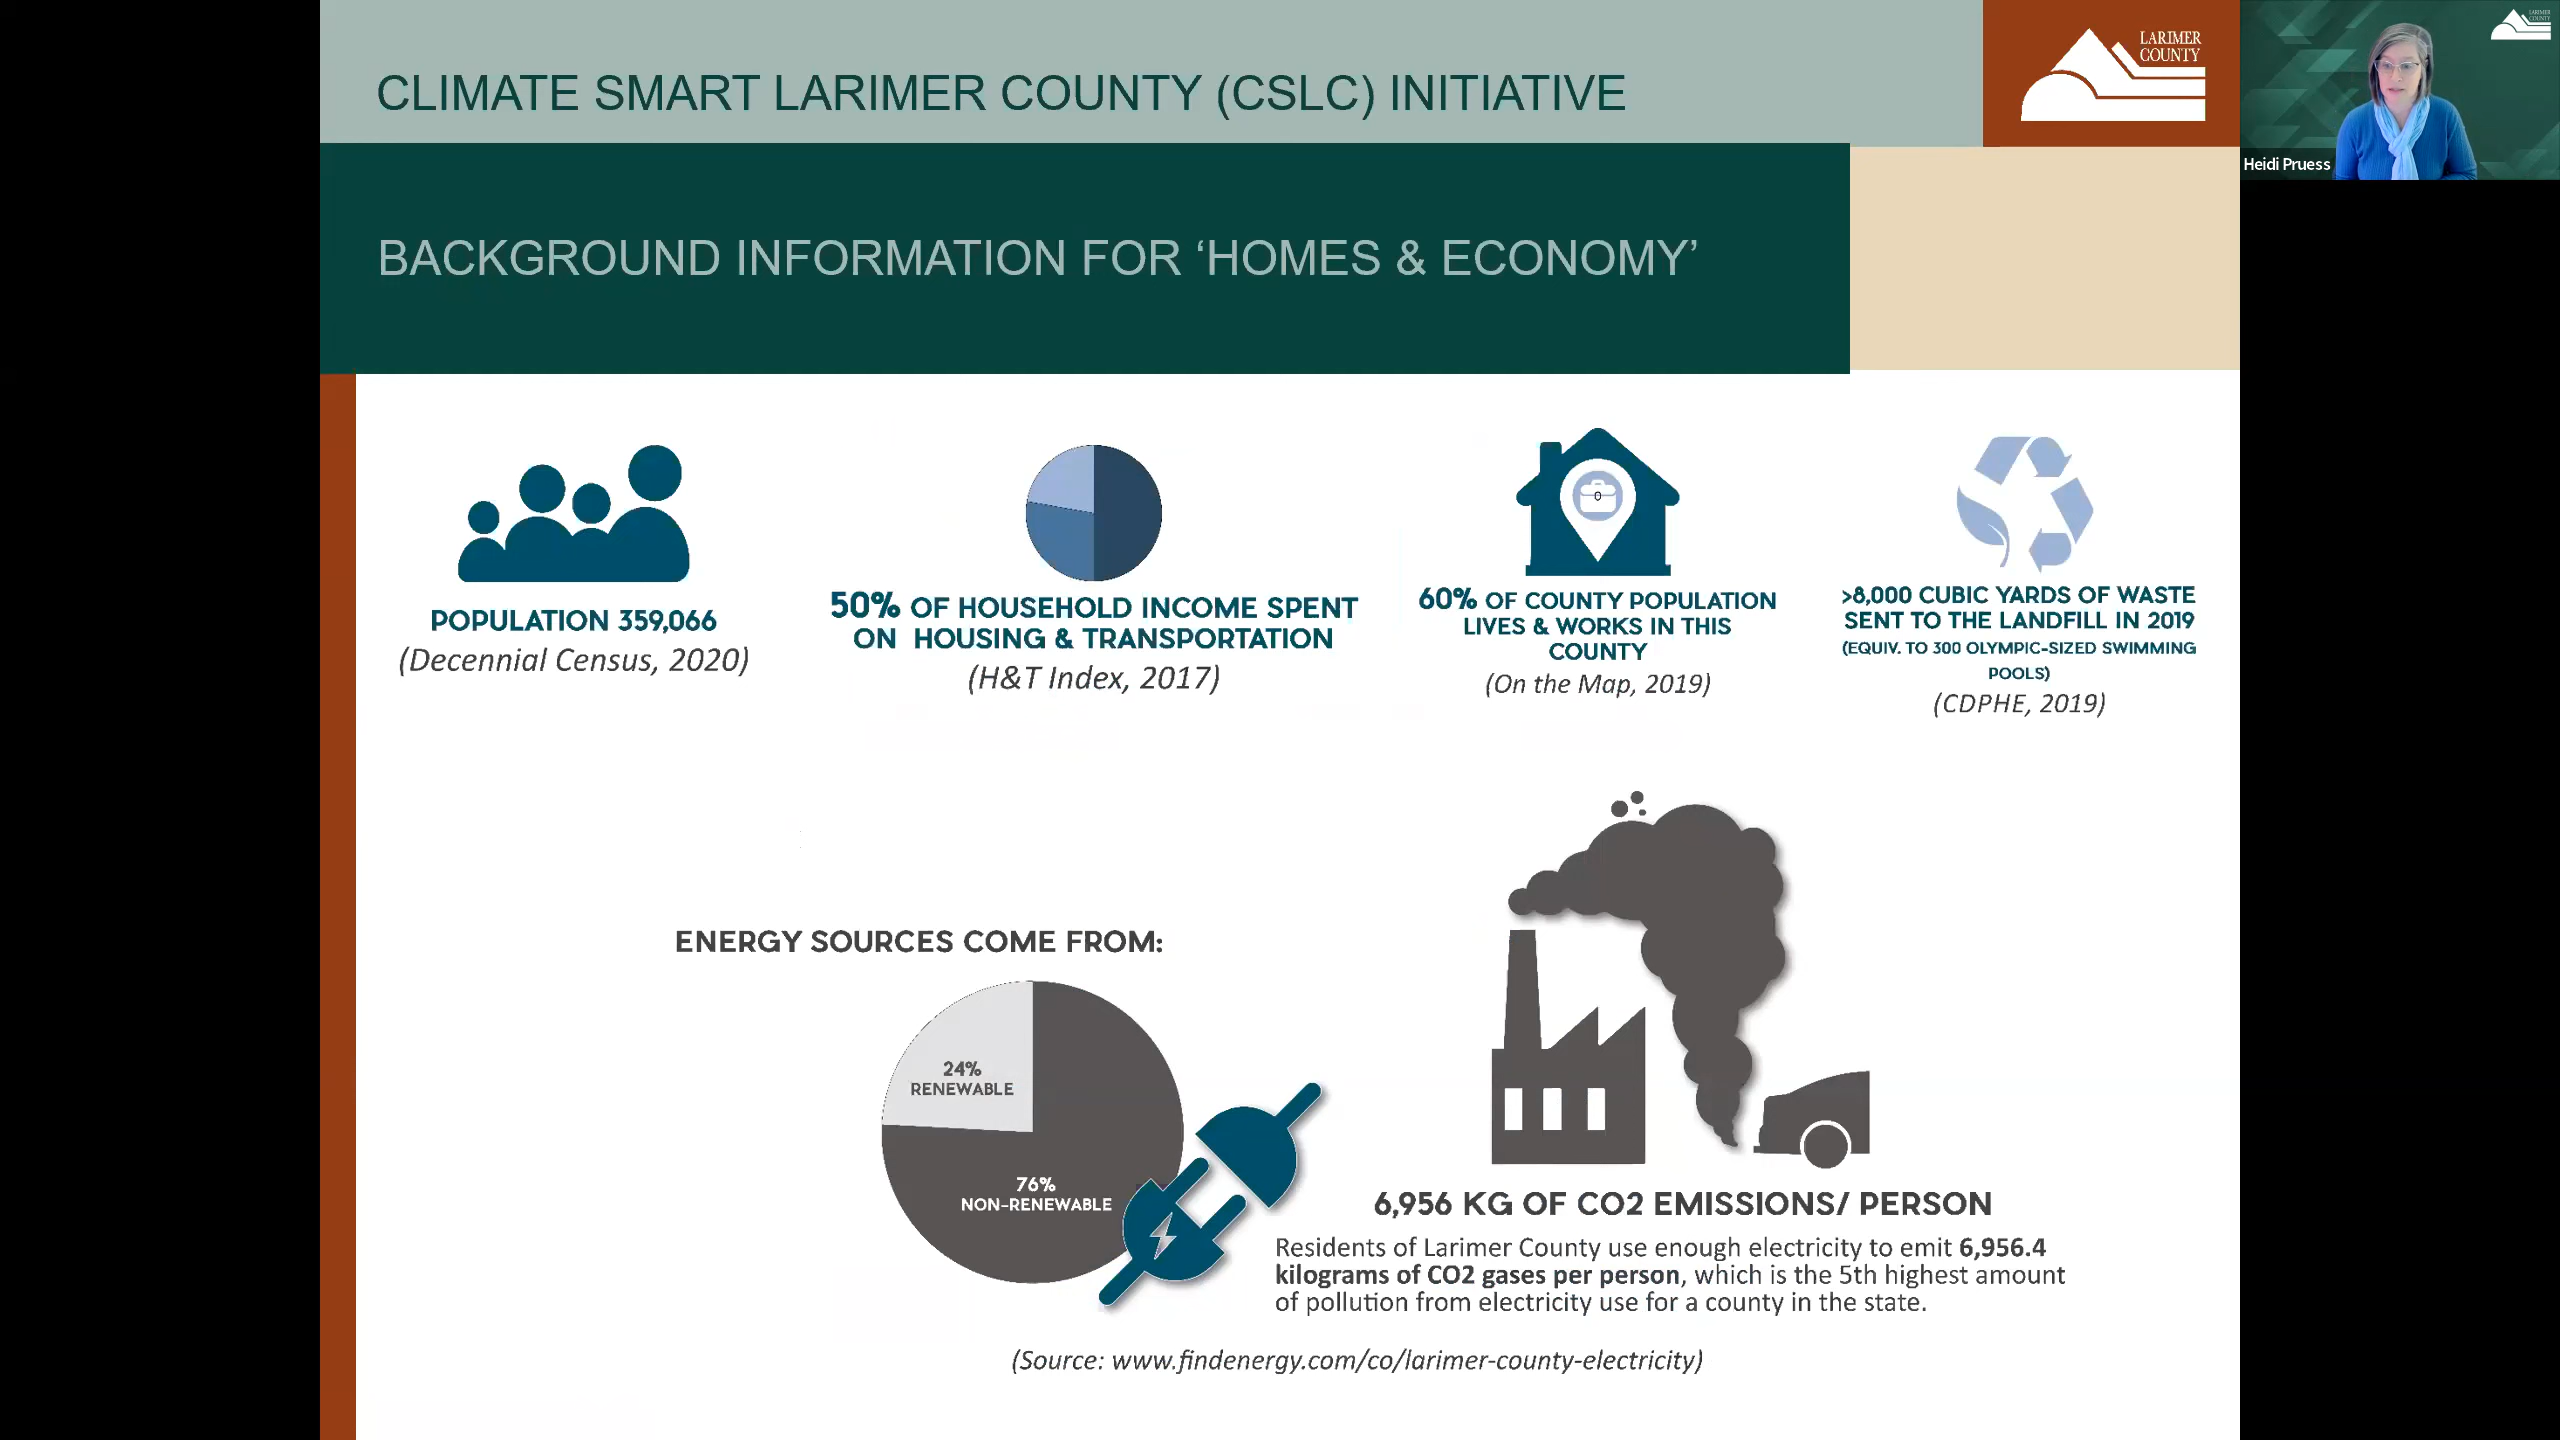 CLIMATE SMART LARIMER COUNTY (CSLC) INITIATIVE
LARIMER
COUNTY
LARIMER
COUNTY
Heidi Pruess
BACKGROUND INFORMATION FOR ‘HOMES & ECONOMY’
POPULATION 359,066
(Decennial Census, 2020)
50% OF HOUSEHOLD INCOME SPENT
ON HOUSING & TRANSPORTATION
(H&T Index, 2017)
0
60% OF COUNTY POPULATION
LIVES & WORKS IN THIS
COUNTY
(On the Map, 2019)
>8,000 CUBIC YARDS OF WASTE
SENT TO THE LANDFILL IN 2019
(EQUIV. TO 300 OLYMPIC-SIZED SWIMMING
POOLS)
(CDPHE, 2019)
ENERGY SOURCES COME FROM:
24%
RENEWABLE
76%
NON-RENEWABLE
6,956 KG OF CO2 EMISSIONS/ PERSON
Residents of Larimer County use enough electricity to emit 6,956.4
kilograms of CO2 gases per person, which is the 5th highest amount
of pollution from electricity use for a county in the state.
(Source: www.findenergy.com/co/larimer-county-electricity)